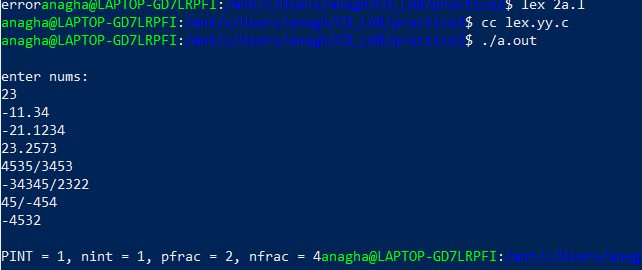 erroranagha@LAPTOP-GD7LRPFI:/mnt/c/Users/anagh/CD LAB/practice2$ lex 2a.l
anagha@LAPTOP-GD7LRPFI:/mnt/c/Users/anagh/CD LAB/practice2$ cc lex.yy.c
anagha@LAPTOP-GD7LRPFI:/mnt/c/Users/anagh/CD LAB/practice2$ ./a.out
enter nums:
23
-11.34
-21.1234
23.2573
4535/3453
-34345/2322
45/-454
-4532
PINT = 1, nint = 1, pfrac = 2, nfrac = 4anagha@LAPTOP-GD7LRPFI:/mnt/c/Users/anag